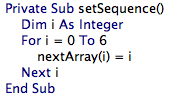 Private Sub setSequence()
Dim i As Integer
For i = 0 To 6
nextArray(i) = i
Next i
End Sub